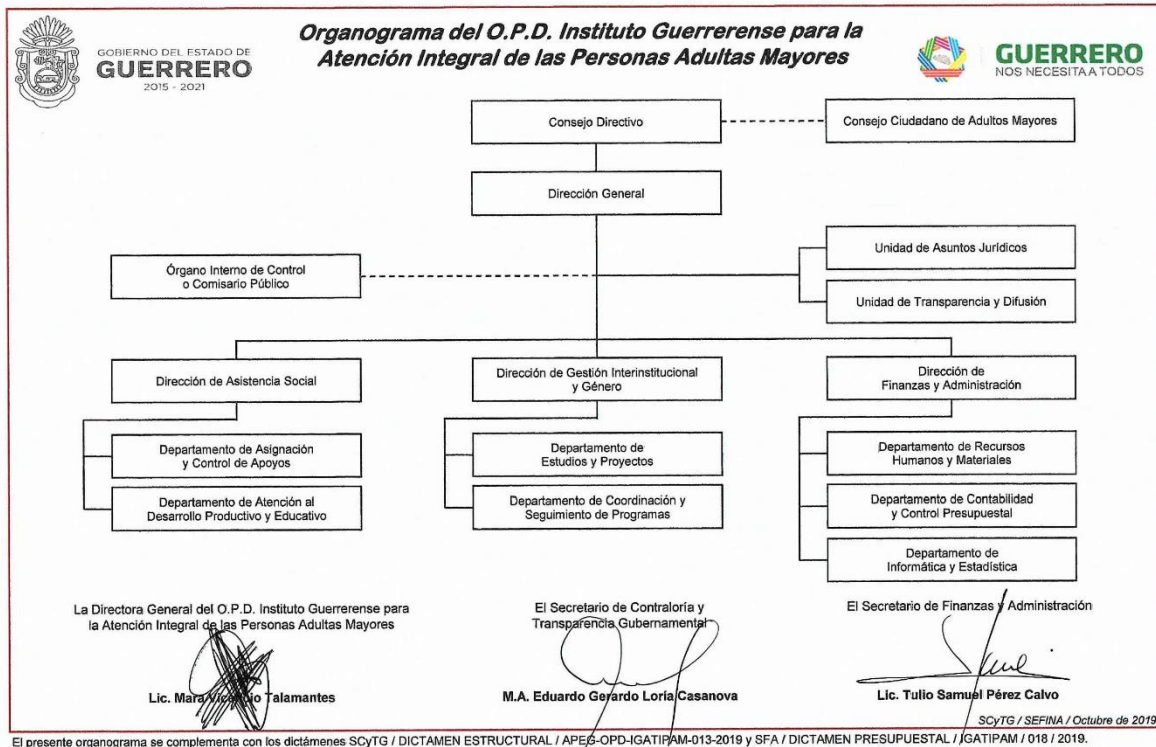 GOBIERNO DEL ESTADO DE
GUERRERO
2015 - 2021
Organograma del O.P.D. Instituto Guerrerense para la
Atención Integral de las Personas Adultas Mayores
GUERRERO
NOS NECESITA A TODOS
Consejo Directivo
Consejo Ciudadano de Adultos Mayores
Dirección General
Órgano Interno de Control
o Comisario Público
Unidad de Asuntos Jurídicos
Unidad de Transparencia y Difusión
Dirección de Asistencia Social
Dirección de Gestión Interinstitucional
y Género
Dirección de
Finanzas y Administración
Departamento de Asignación
y Control de Apoyos
Departamento de Atención al
Desarrollo Productivo y Educativo
Departamento de
Estudios y Proyectos
Departamento de Coordinación y
Seguimiento de Programas
Departamento de Recursos
Humanos y Materiales
Departamento de Contabilidad
y Control Presupuestal
Departamento de
Informática y Estadística
La Directora General del O.P.D. Instituto Guerrerense para
la Atención Integral de las Personas Adultas Mayores
Lic. Mara Talamantes
El Secretario de Contraloría y
Transparencia Gubernamental
M.A. Eduardo Gerardo Loría Casanova
El Secretario de Finanzas y Administración
Lic. Tulio Samuel Pérez Calvo
SCyTG / SEFINA / Octubre de 2019
El presente organograma se complementa con los dictámenes SCyTG / DICTAMEN ESTRUCTURAL / APEG-OPD-IGATIPAM-013-2019 y SFA / DICTAMEN PRESUPUESTAL / IGATIPAM / 018 / 2019.